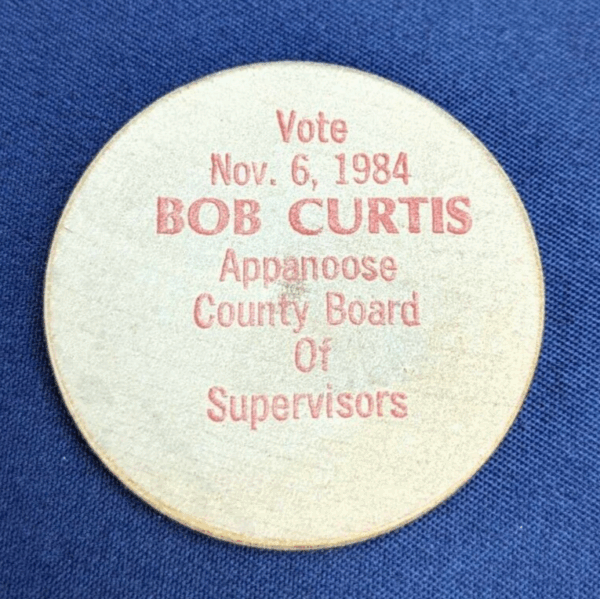 Vote
Nov. 6, 1984
BOB CURTIS
Appanoose
County Board
Of
Supervisors